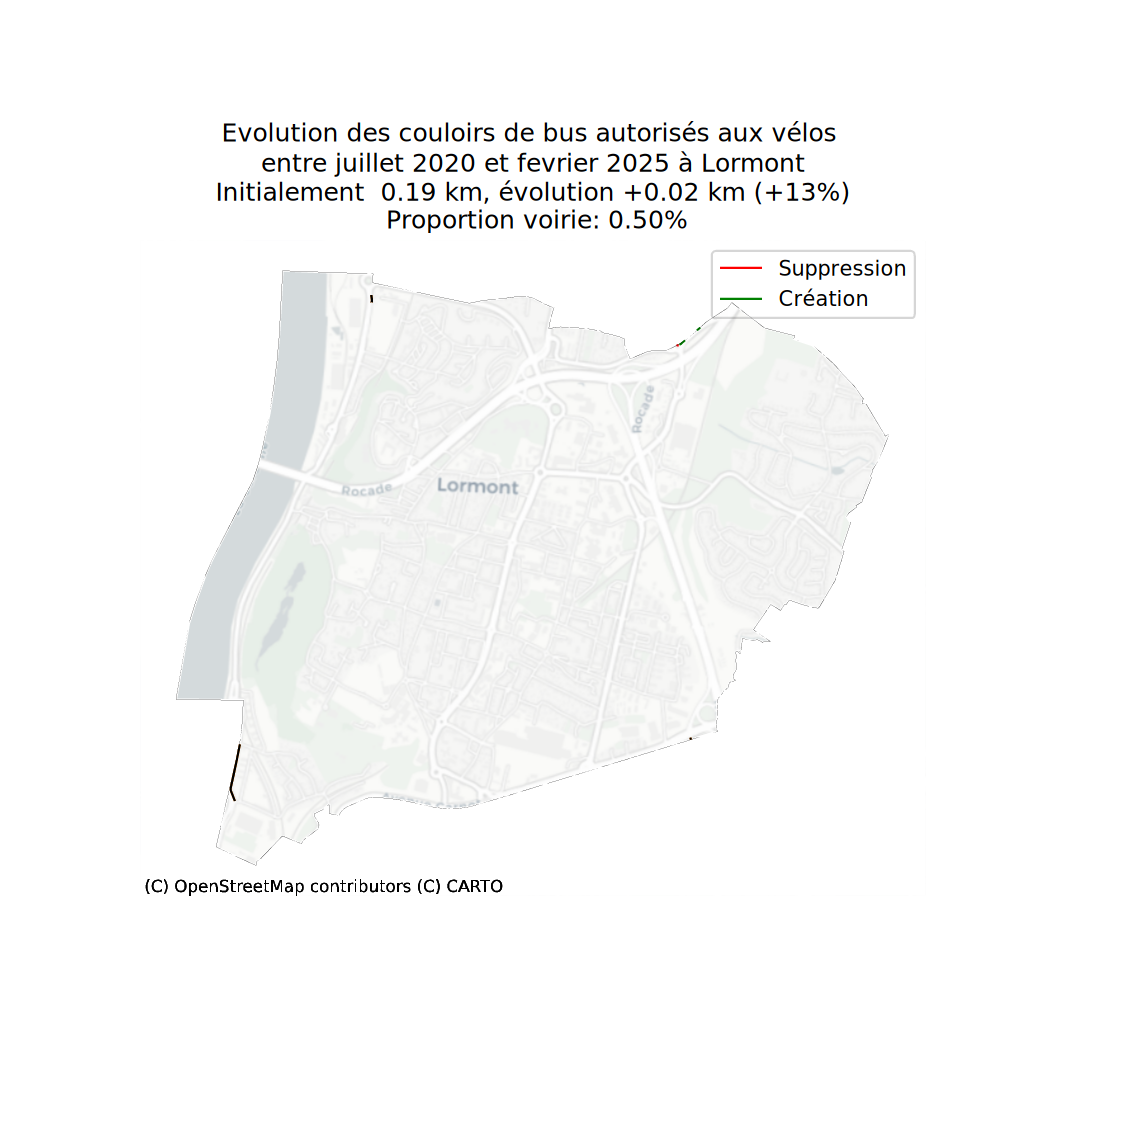 Evolution des couloirs de bus autorisés aux vélos
entre juillet 2020 et fevrier 2025 à Lormont
Initialement  0.19 km, évolution +0.02 km (+13%)
Proportion voirie: 0.50%
Suppression
Création
Rocade
Rocade
Lormont
(C) OpenStreetMap contributors (C) CARTO